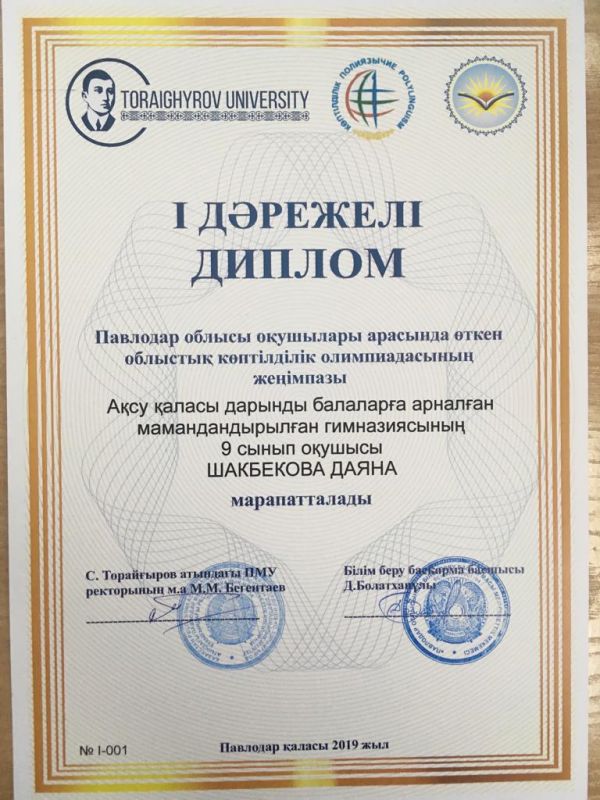 TORAIGHYROV UNIVERSITY
КӨПТІЛДІЛІК ПОЛИЯЗЫЧИЕ POLYLINGUISM
І ДӘРЕЖЕЛІ
ДИПЛОМ
Павлодар облысы оқушылары арасында өткен
облыстық көптілділік олимпиадасының
жеңімпазы
Ақсу қаласы дарынды балаларға арналған
мамандандырылған гимназиясының
9 сынып оқушысы
ШАКБЕКОВА ДАЯНА
марапатталады
С. Торайғыров атындағы ПМУ
ректорының м.а М.М. Бегентаев
Білім беру басқарма басшысы
Д.Болатханұлы
№ I-001
Павлодар қаласы 2019 жыл